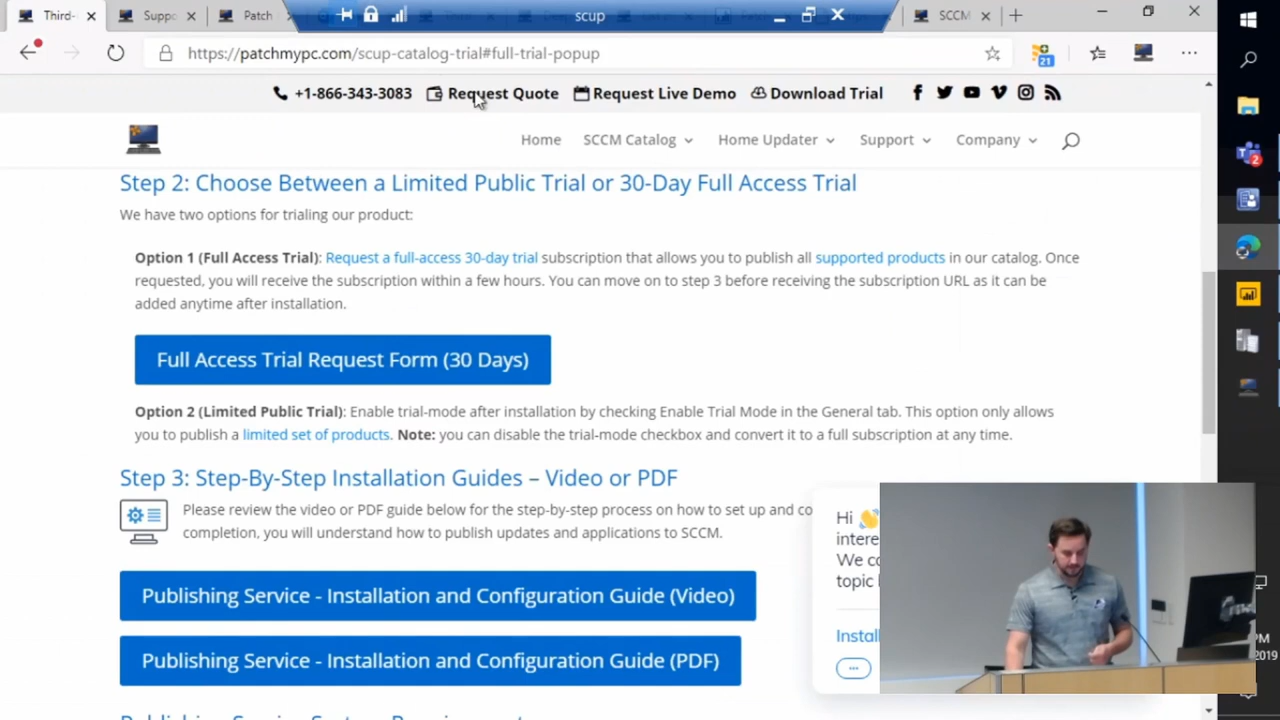 Third-
Suppo
Patch
scup
SCCM
https://patchmypc.com/scup-catalog-trial#full-trial-popup
21
+1-866-343-3083
Request Quote
Request Live Demo
Download Trial
Home
SCCM Catalog
Home Updater
Support
Company
Step 2: Choose Between a Limited Public Trial or 30-Day Full Access Trial
We have two options for trialing our product:
Option 1 (Full Access Trial): Request a full-access 30-day trial subscription that allows you to publish all supported products in our catalog. Once
requested, you will receive the subscription within a few hours. You can move on to step 3 before receiving the subscription URL as it can be
added anytime after installation.
Full Access Trial Request Form (30 Days)
Option 2 (Limited Public Trial): Enable trial-mode after installation by checking Enable Trial Mode in the General tab. This option only allows
you to publish a limited set of products. Note: you can disable the trial-mode checkbox and convert it to a full subscription at any time.
Step 3: Step-By-Step Installation Guides – Video or PDF
Please review the video or PDF guide below for the step-by-step process on how to set up and co
completion, you will understand how to publish updates and applications to SCCM.
Publishing Service - Installation and Configuration Guide (Video)
Publishing Service - Installation and Configuration Guide (PDF)
Hi
intere
We co
topic
Install
2
PM
2019